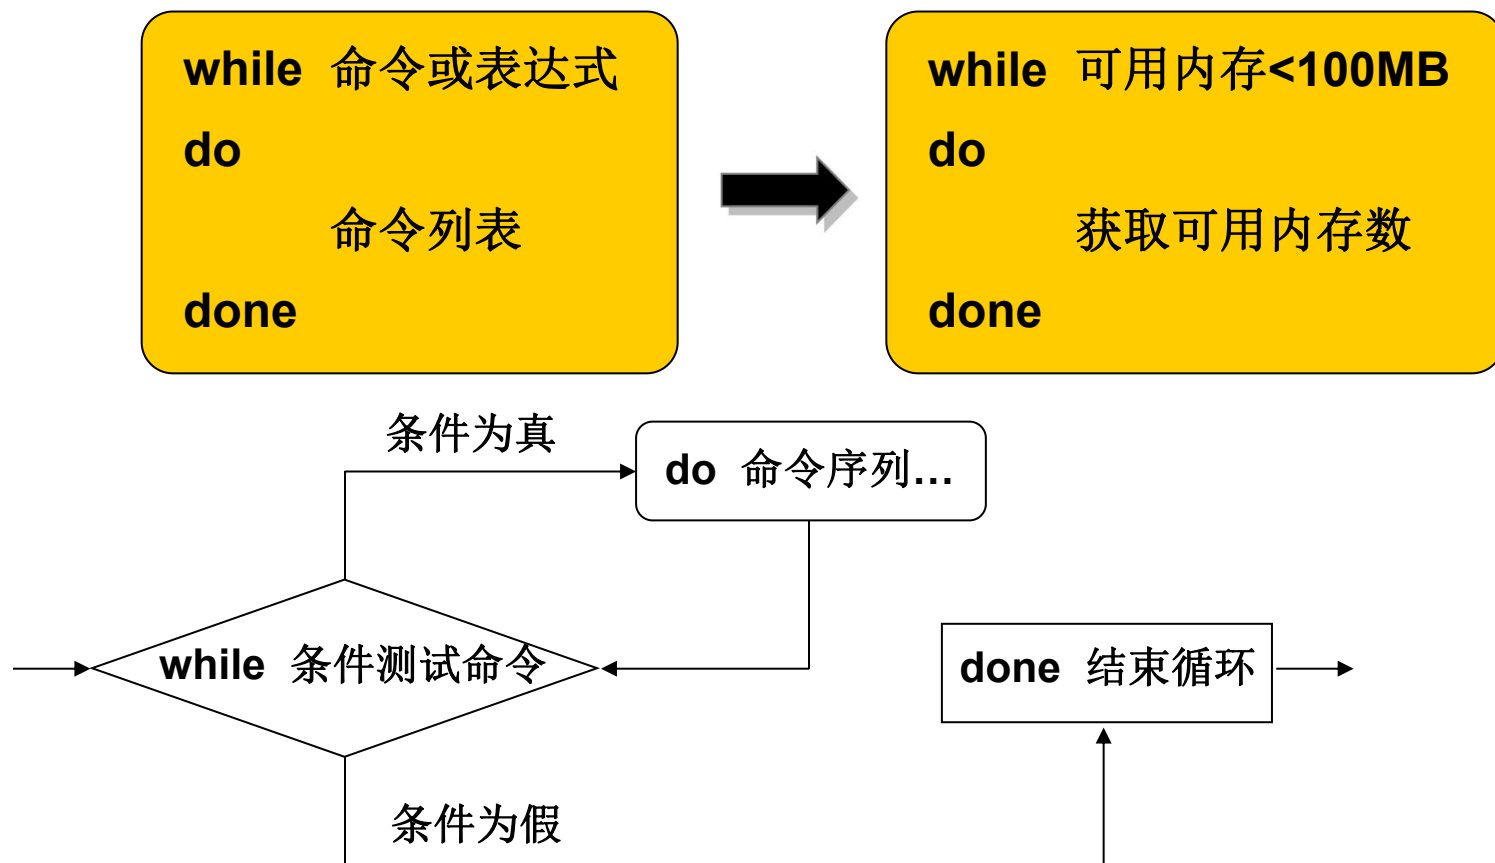 while 命令或表达式
do
命令列表
done
while 可用内存<100MB
do
获取可用内存数
done
条件为真
do 命令序列...
while 条件测试命令
done 结束循环
条件为假